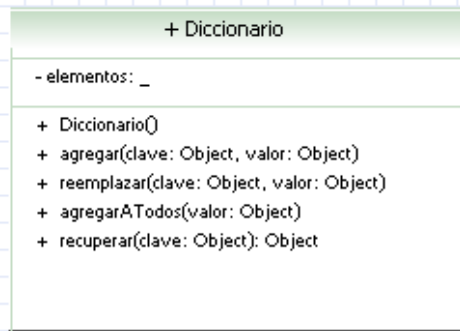 + Diccionario
- elementos: _
+ Diccionario()
+ agregar(clave: Object, valor: Object)
+ reemplazar(clave: Object, valor: Object)
+ agregarATodos(valor: Object)
+ recuperar(clave: Object): Object